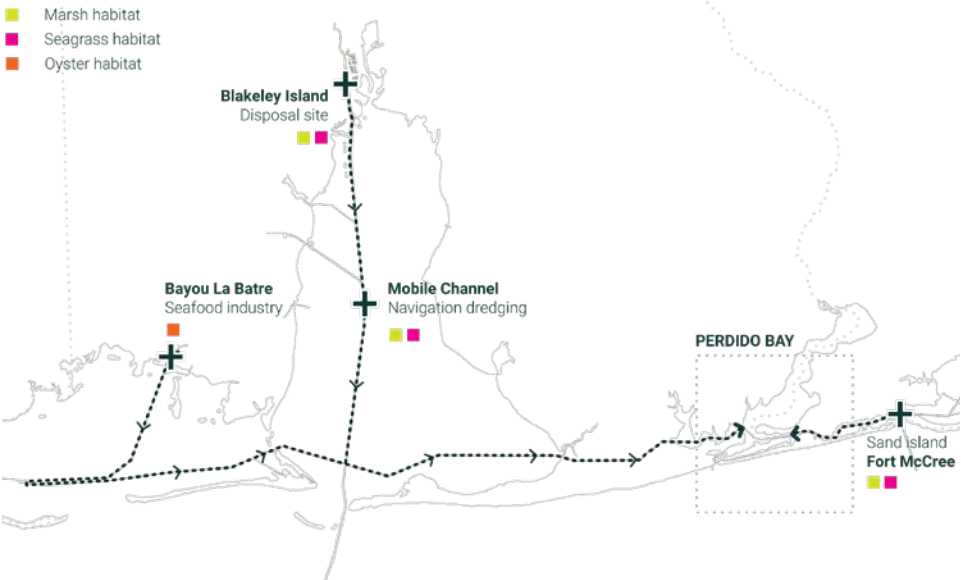 Marsh habitat
Seagrass habitat
Oyster habitat
Blakeley Island
Disposal site
Bayou La Batre
Seafood industry
Mobile Channel
Navigation dredging
PERDIDO BAY
Sand island
Fort McCree